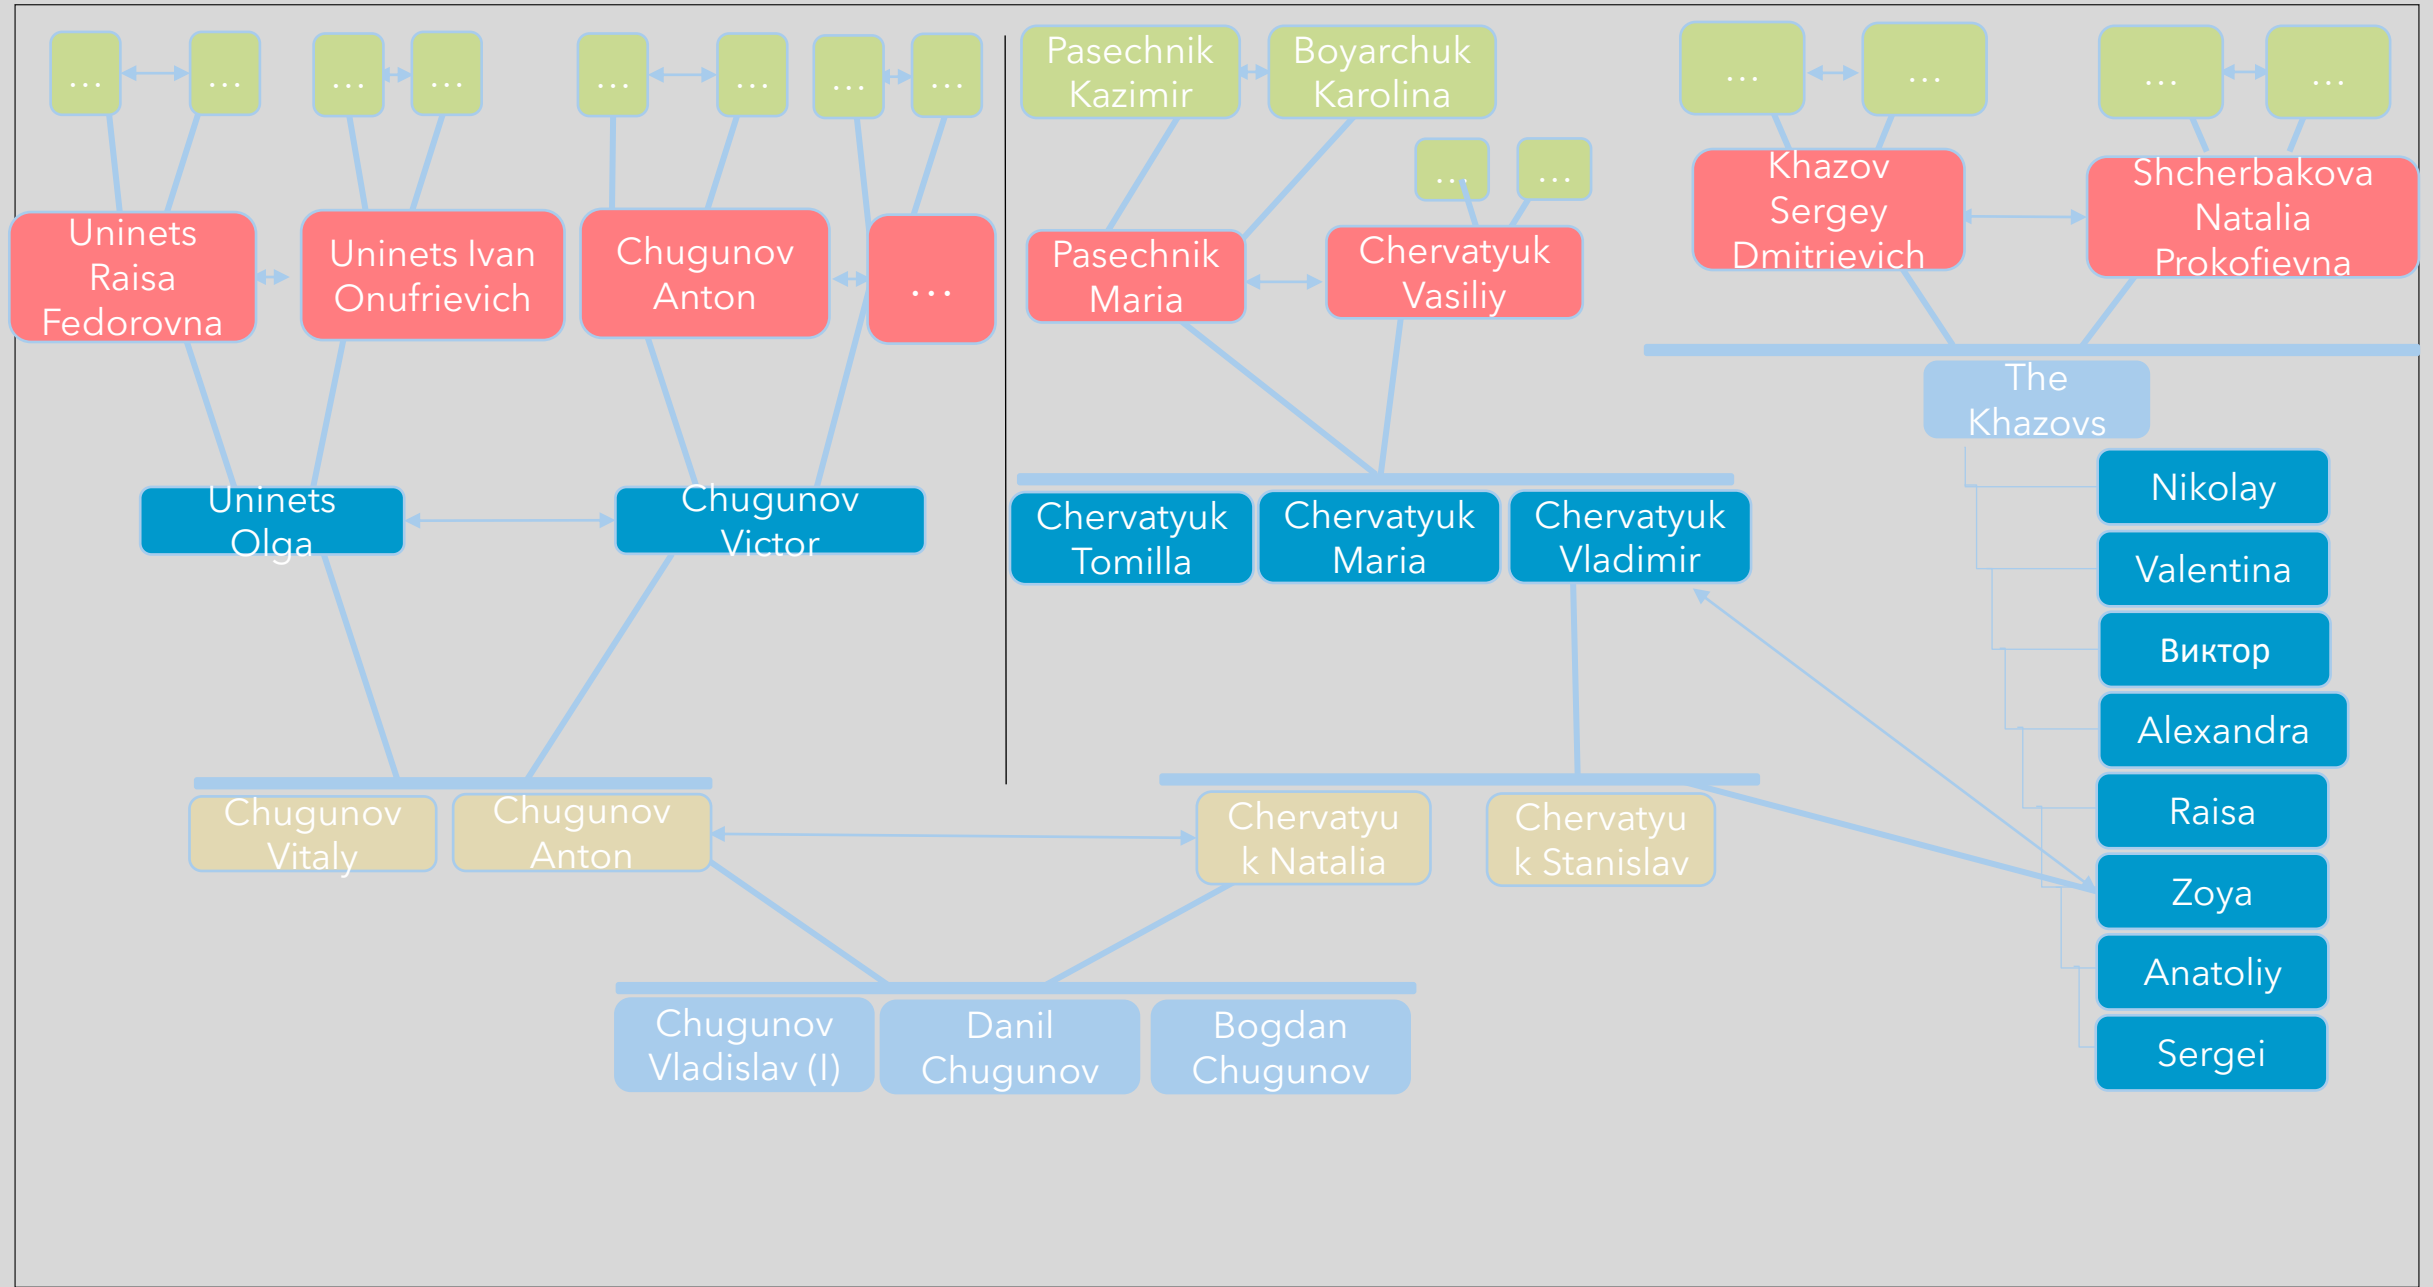 ...
...
...
...
...
...
...
...
Pasechnik
Kazimir
Boyarchuk
Karolina
...
...
...
...
...
...
Uninets
Raisa
Fedorovna
Uninets Ivan
Onufrievich
Chugunov
Anton
...
Pasechnik
Maria
Chervatyuk
Vasiliy
Khazov
Sergey
Dmitrievich
Shcherbakova
Natalia
Prokofievna
The
Khazovs
Uninets
Olga
Chugunov
Victor
Chervatyuk
Tomilla
Chervatyuk
Maria
Chervatyuk
Vladimir
Nikolay
Valentina
Виктор
Alexandra
Raisa
Zoya
Anatoliy
Sergei
Chugunov
Vitaly
Chugunov
Anton
Chervatyu
k Natalia
Chervatyu
k Stanislav
Chugunov
Vladislav (I)
Danil
Chugunov
Bogdan
Chugunov